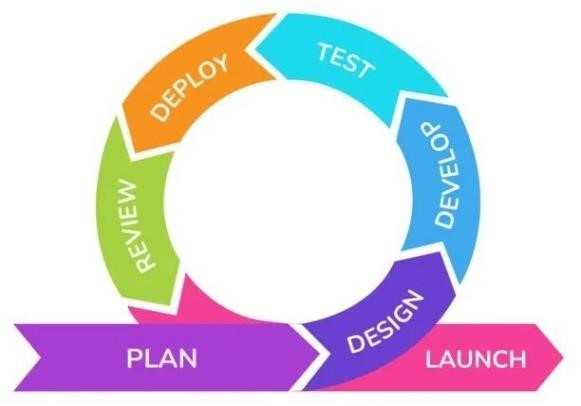 PLAN
DESIGN
DEVELOP
TEST
DEPLOY
REVIEW
LAUNCH